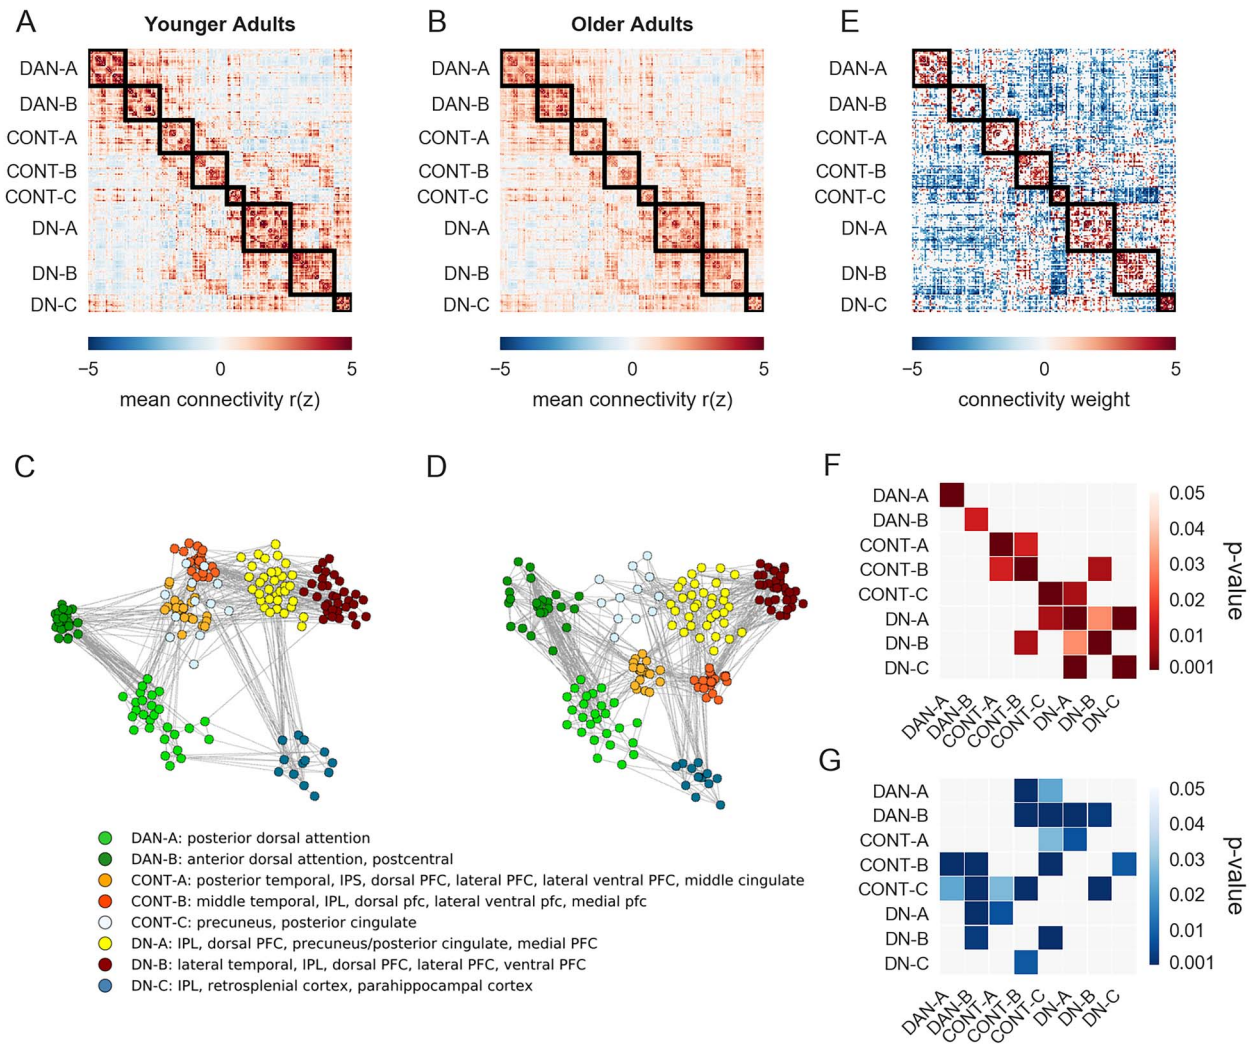 A
Younger Adults
DAN-A
DAN-B
CONT-A
CONT-B
CONT-C
DN-A
DN-B
DN-C
−5
0
5
mean connectivity r(z)
B
Older Adults
DAN-A
DAN-B
CONT-A
CONT-B
CONT-C
DN-A
DN-B
DN-C
−5
0
5
mean connectivity r(z)
E
DAN-A
DAN-B
CONT-A
CONT-B
CONT-C
DN-A
DN-B
DN-C
−5
0
5
connectivity weight
C
D
DAN-A: posterior dorsal attention
DAN-B: anterior dorsal attention, postcentral
CONT-A: posterior temporal, IPS, dorsal PFC, lateral PFC, lateral ventral PFC, middle cingulate
CONT-B: middle temporal, IPL, dorsal pfc, lateral ventral pfc, medial pfc
CONT-C: precuneus, posterior cingulate
DN-A: IPL, dorsal PFC, precuneus/posterior cingulate, medial PFC
DN-B: lateral temporal, IPL, dorsal PFC, lateral PFC, ventral PFC
DN-C: IPL, retrosplenial cortex, parahippocampal cortex
F
DAN-A
DAN-B
CONT-A
CONT-B
CONT-C
DN-A
DN-B
DN-C
DAN-A
DAN-B
CONT-A
CONT-B
CONT-C
DN-A
DN-B
DN-C
0.05
0.04
0.03
0.02
0.01
0.001
p-value
G
DAN-A
DAN-B
CONT-A
CONT-B
CONT-C
DN-A
DN-B
DN-C
DAN-A
DAN-B
CONT-A
CONT-B
CONT-C
DN-A
DN-B
DN-C
0.05
0.04
0.03
0.02
0.01
0.001
p-value